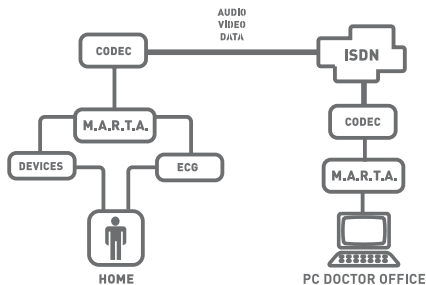 AUDIO
VIDEO
DATA
CODEC
ISDN
M.A.R.T.A.
CODEC
DEVICES
ECG
M.A.R.T.A.
HOME
PC DOCTOR OFFICE